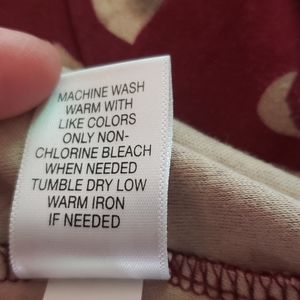 MACHINE WASH
WARM WITH
LIKE COLORS
ONLY NON-
CHLORINE BLEACH
WHEN NEEDED
TUMBLE DRY LOW
WARM IRON
IF NEEDED